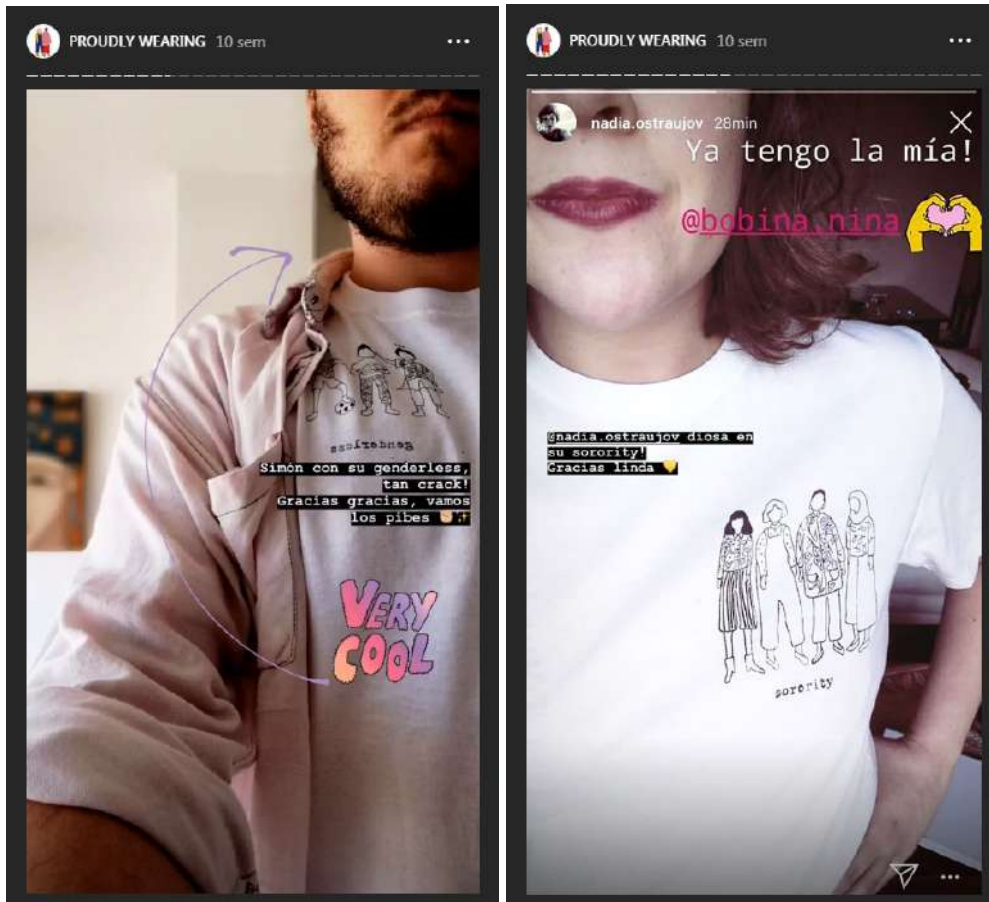 PROUDLY WEARING 10 sem
genderless
Simón con su genderless,
tan crack!
Gracias gracias, vamos
los pibes
VERY
COOL
PROUDLY WEARING 10 sem
nadia.ostraujov 28min
Ya tengo la mía!
@bobina.nina
@nadia.ostraujov diosa en
su sorority!
Gracias linda
sorority